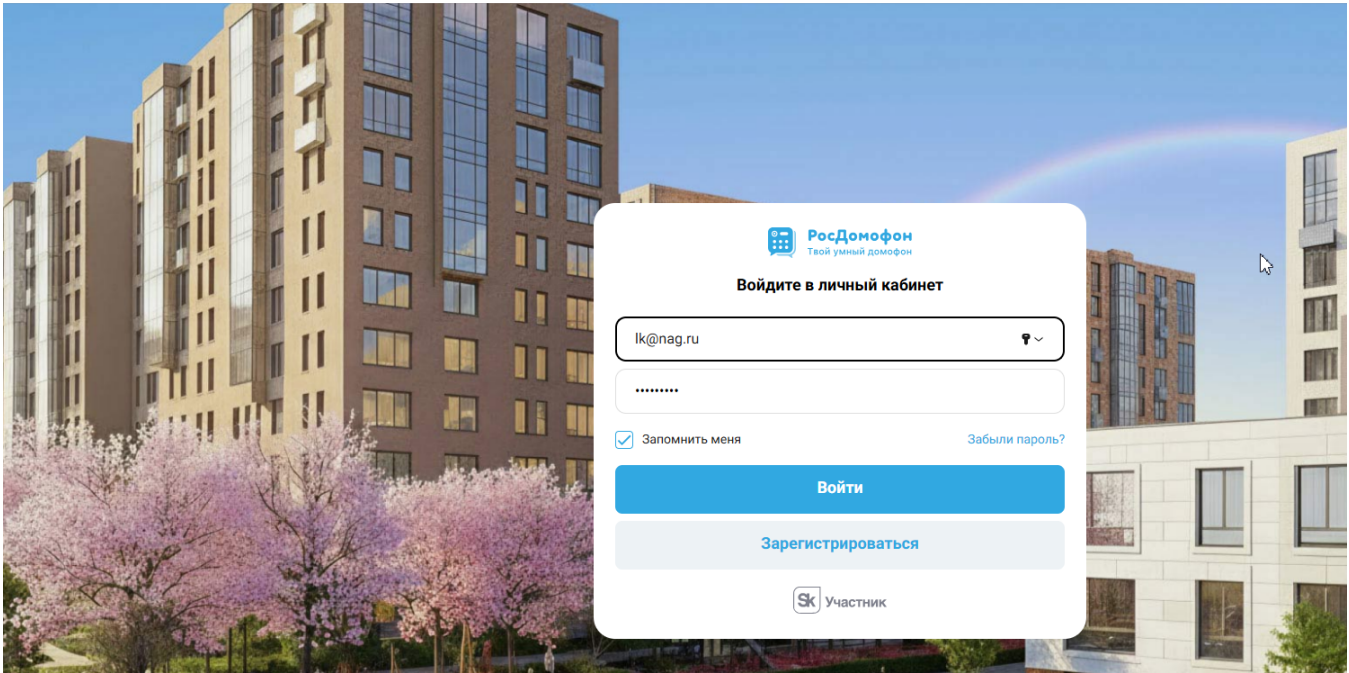 РосДомофон
Твой умный домофон
Войдите в личный кабинет
lk@nag.ru
•••••••••
Запомнить меня
Забыли пароль?
Войти
Зарегистрироваться
Sk Участник